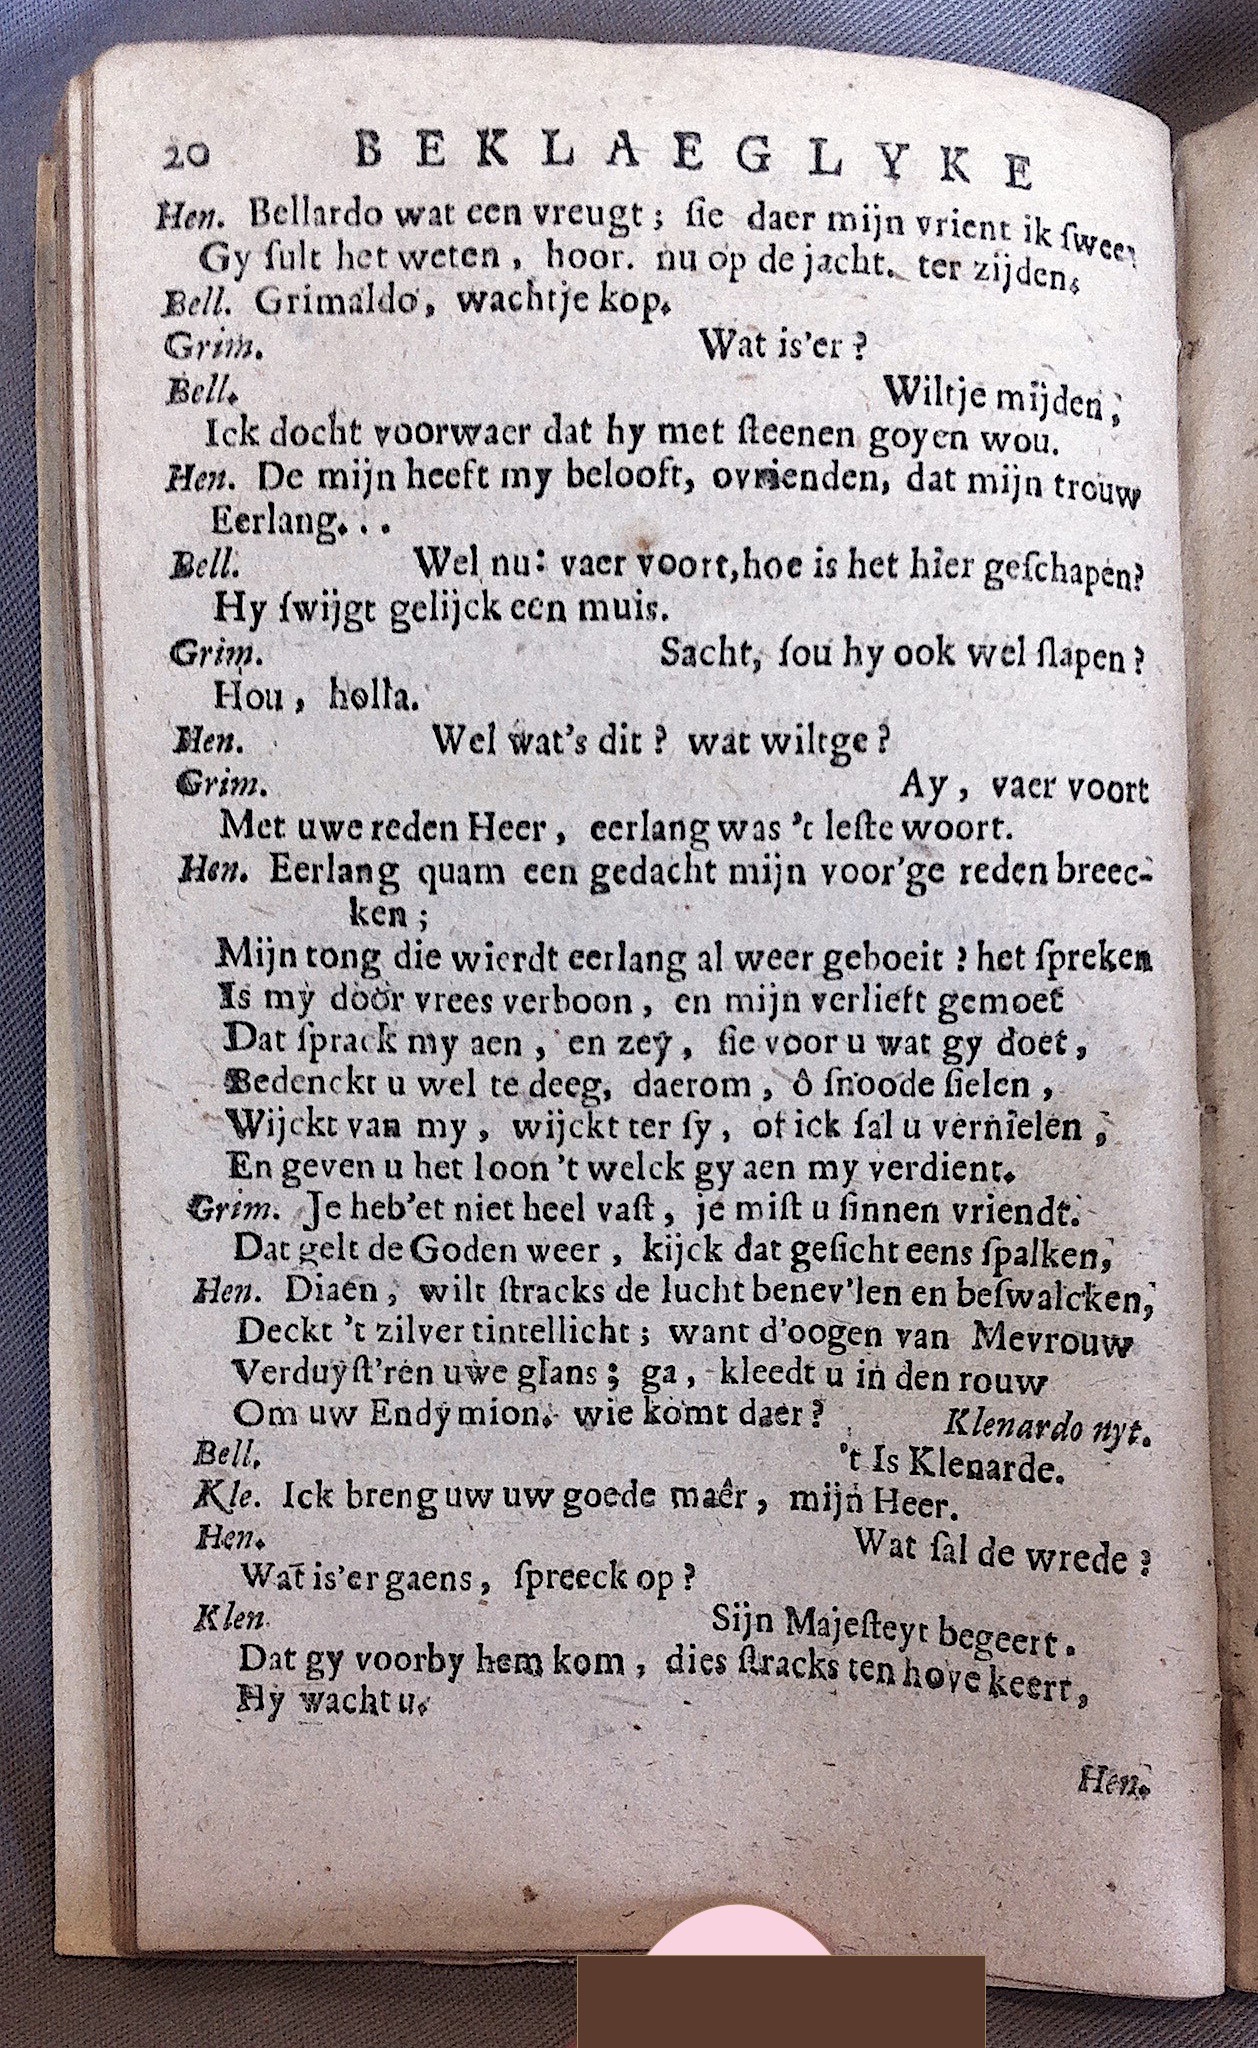 20 BEKLAEGLYKE
Hen. Bellardo wat een vreugt; ſie daer mijn vrient ik ſweer
Gy ſult het weten, hoor. nu op de jacht. ter zijden.
Bell. Grimaldo, wachtje kop.
Grim. Wat is'er?
Bell. Wiltje mijden,
Ick docht voorwaer dat hy met ſteenen goyen wou.
Hen. De mijn heeft my belooft, ovrienden, dat mijn trouw
Eerlang...
Bell. Wel nu: vaer voort, hoe is het hier geſchapen?
Hy ſwijgt gelijck een muis.
Grim. Sacht, ſou hy ook wel ſlapen?
Hou, holla.
Hen. Wel wat's dit? wat wiltge?
Grim. Ay, vaer voort
Met uwe reden Heer, eerlang was 't leſte woort.
Hen. Eerlang quam een gedacht mijn voor'ge reden breec-
ken;
Mijn tong die wierdt eerlang al weer geboeit? het ſpreken
Is my door vrees verboon, en mijn verlieft gemoet
Dat ſprack my aen, en zey, ſie voor u wat gy doet,
Bedenckt u wel te deeg, daerom, ô ſnoode ſielen,
Wijckt van my, wijckt ter ſy, of ick ſal u vernielen,
En geven u het loon 't welck gy aen my verdient.
Grim. Je heb'et niet heel vaſt, je miſt u ſinnen vriendt.
Dat gelt de Goden weer, kijck dat geſicht eens ſpalken,
Hen. Diaen, wilt ſtracks de lucht benev'len en beſwalcken,
Deckt 't zilver tintellicht; want d'oogen van Mevrouw
Verduyſt'ren uwe glans; ga, kleedt u in den rouw
Om uw Endymion. wie komt daer? Klenardo uyt.
Bell. 't Is Klenarde.
Kle. Ick breng uw uw goede maêr, mijn Heer.
Hen. Wat ſal de wrede?
Wat is'er gaens, ſpreeck op?
Klen. Sijn Majeſteyt begeert.
Dat gy voorby hem kom, dies ſtracks ten hove keert,
Hy wacht u.
Hen.